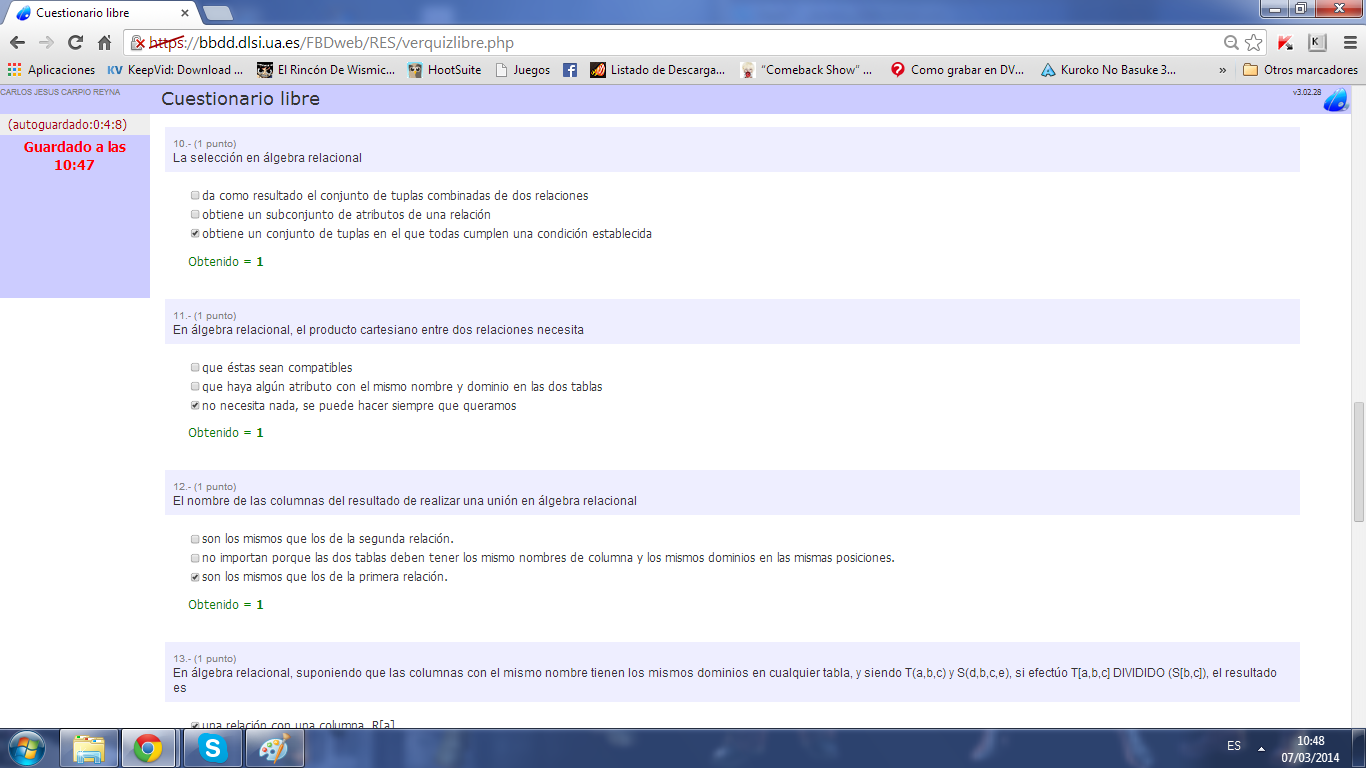 Cuestionario libre
https://bbdd.dlsi.ua.es/FBDweb/RES/verquizlibre.php
Aplicaciones KV KeepVid: Download ... El Rincón De Wismic... HootSuite Juegos Listado de Descarga... "Comeback Show" ... Como grabar en DV... Kuroko No Basuke 3... » Otros marcadores
CARLOS JESUS CARPIO REYNA
Cuestionario libre
v3.02.28
(autoguardado:0:4:8)
Guardado a las
10:47
10.- (1 punto)
La selección en álgebra relacional
da como resultado el conjunto de tuplas combinadas de dos relaciones
obtiene un subconjunto de atributos de una relación
obtiene un conjunto de tuplas en el que todas cumplen una condición establecida
Obtenido = 1
11.- (1 punto)
En álgebra relacional, el producto cartesiano entre dos relaciones necesita
que éstas sean compatibles
que haya algún atributo con el mismo nombre y dominio en las dos tablas
no necesita nada, se puede hacer siempre que queramos
Obtenido = 1
12.- (1 punto)
El nombre de las columnas del resultado de realizar una unión en álgebra relacional
son los mismos que los de la segunda relación.
no importan porque las dos tablas deben tener los mismo nombres de columna y los mismos dominios en las mismas posiciones.
son los mismos que los de la primera relación.
Obtenido = 1
13.- (1 punto)
En álgebra relacional, suponiendo que las columnas con el mismo nombre tienen los mismos dominios en cualquier tabla, y siendo T(a,b,c) y S(d,b,c,e), si efectúo T[a,b,c] DIVIDIDO (S[b,c]), el resultado
es
una relación con una columna, R[a]
ES
10:48
07/03/2014